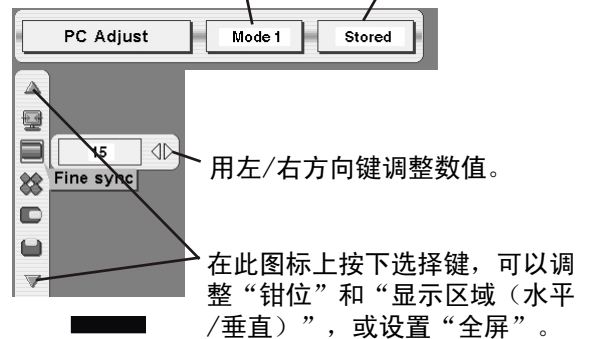 PC Adjust Mode 1 Stored
15
Fine sync
用左/右方向键调整数值。
在此图标上按下选择键，可以调
整“钳位”和“显示区域（水平
/垂直）”，或设置“全屏”。